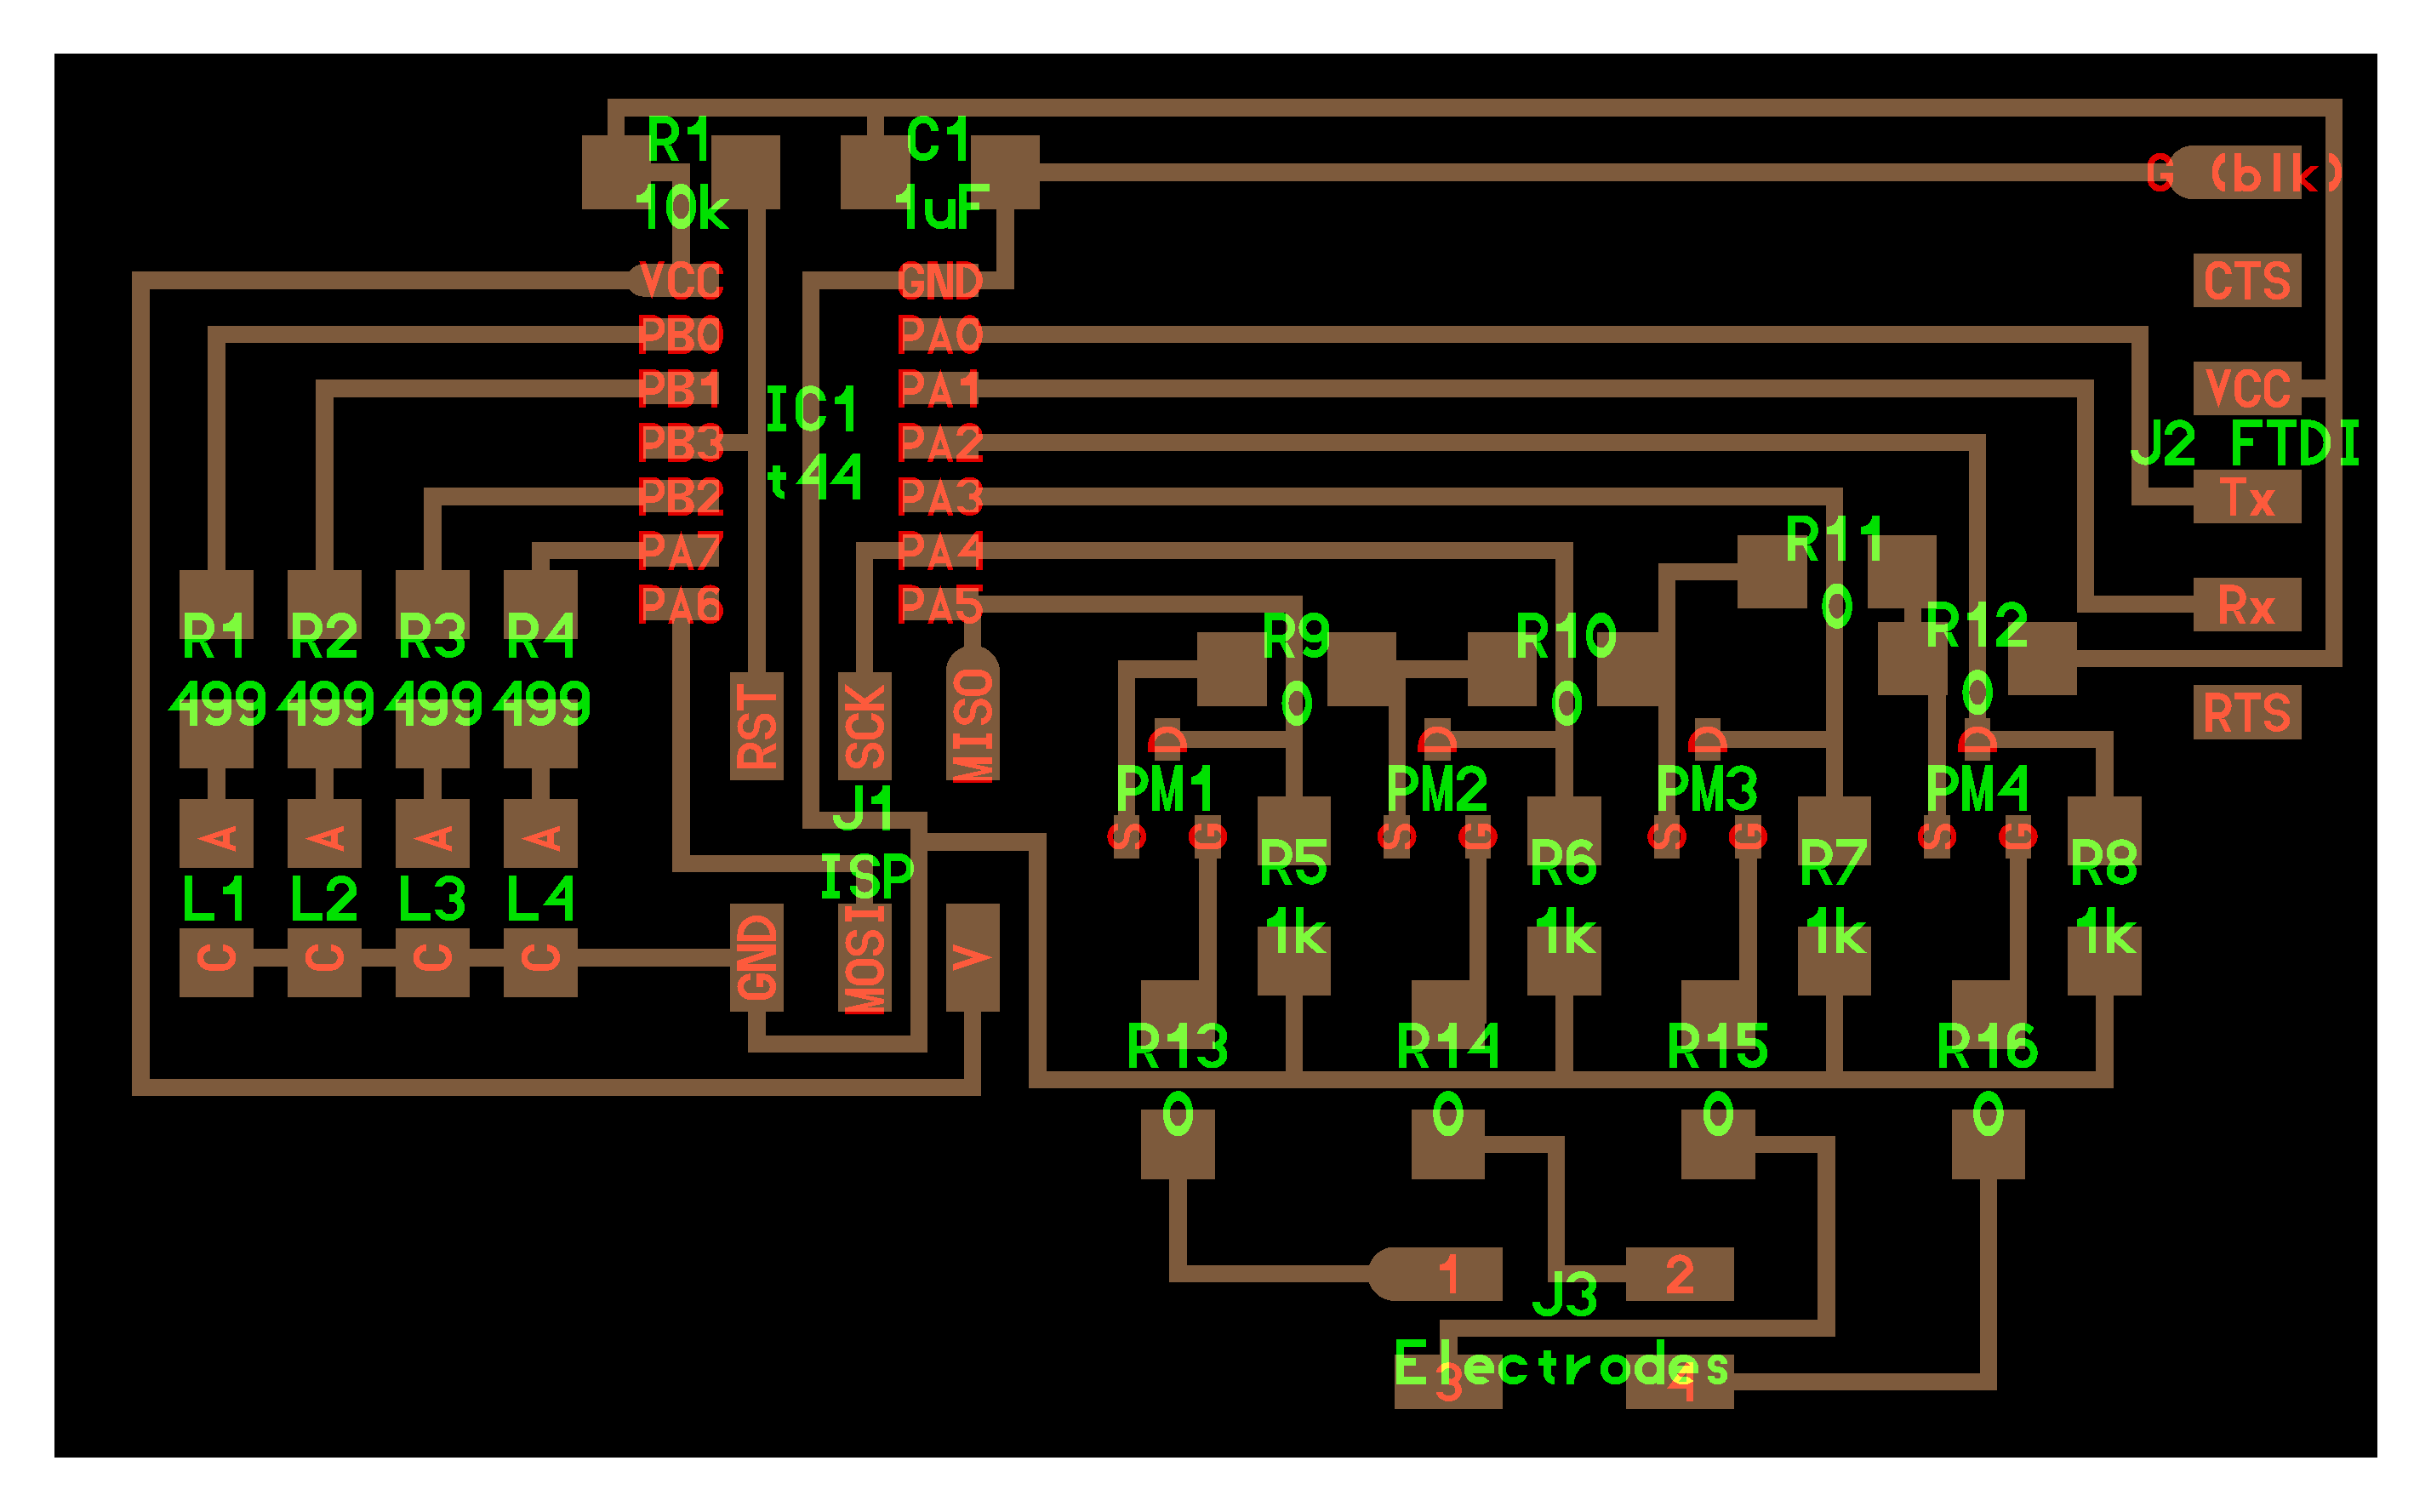 R1
10k
C1
1uF
G (blk)
VCC
GND
CTS
PB0
PA0
PB1
PA1
VCC
IC1
t44
PB3
PA2
J2 FTDI
PB2
PA3
Tx
PA7
PA4
R11
0
PA6
PA5
Rx
R1
499
R2
499
R3
499
R4
499
R9
0
R10
0
R12
0
RST
SCK
MISO
RTS
D
PM1
S
G
D
PM2
S
G
D
PM3
S
G
D
PM4
S
G
A
A
A
A
J1
ISP
R5
1k
R6
1k
R7
1k
R8
1k
L1
L2
L3
L4
C
C
C
C
GND
MOSI
V
R13
0
R14
0
R15
0
R16
0
1
2
J3
Electrodes
3
4